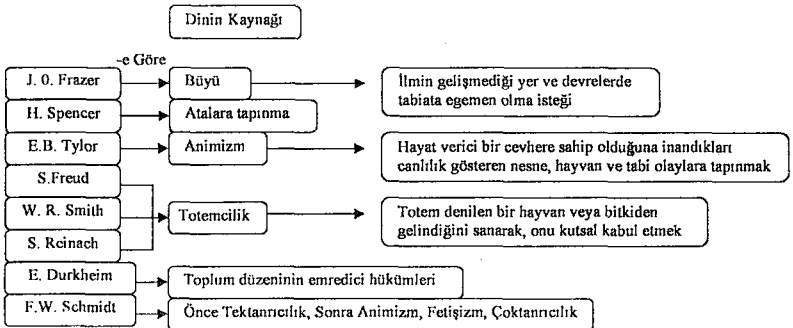 Dinin Kaynağı
-e Göre
J. O. Frazer
Büyü
İlmin gelişmediği yer ve devrelerde
tabiata egemen olma isteği
H. Spencer
Atalara tapınma
E.B. Tylor
Animizm
Hayat verici bir cevhere sahip olduğuna inandıkları
canlılık gösteren nesne, hayvan ve tabi olaylara tapınmak
S.Freud
W. R. Smith
S. Reinach
Totemcilik
Totem denilen bir hayvan veya bitkiden
gelindiğini sanarak, onu kutsal kabul etmek
E. Durkheim
Toplum düzeninin emredici hükümleri
F.W. Schmidt
Önce Tektanrıcılık, Sonra Animizm, Fetişizm, Çoktanrıcılık